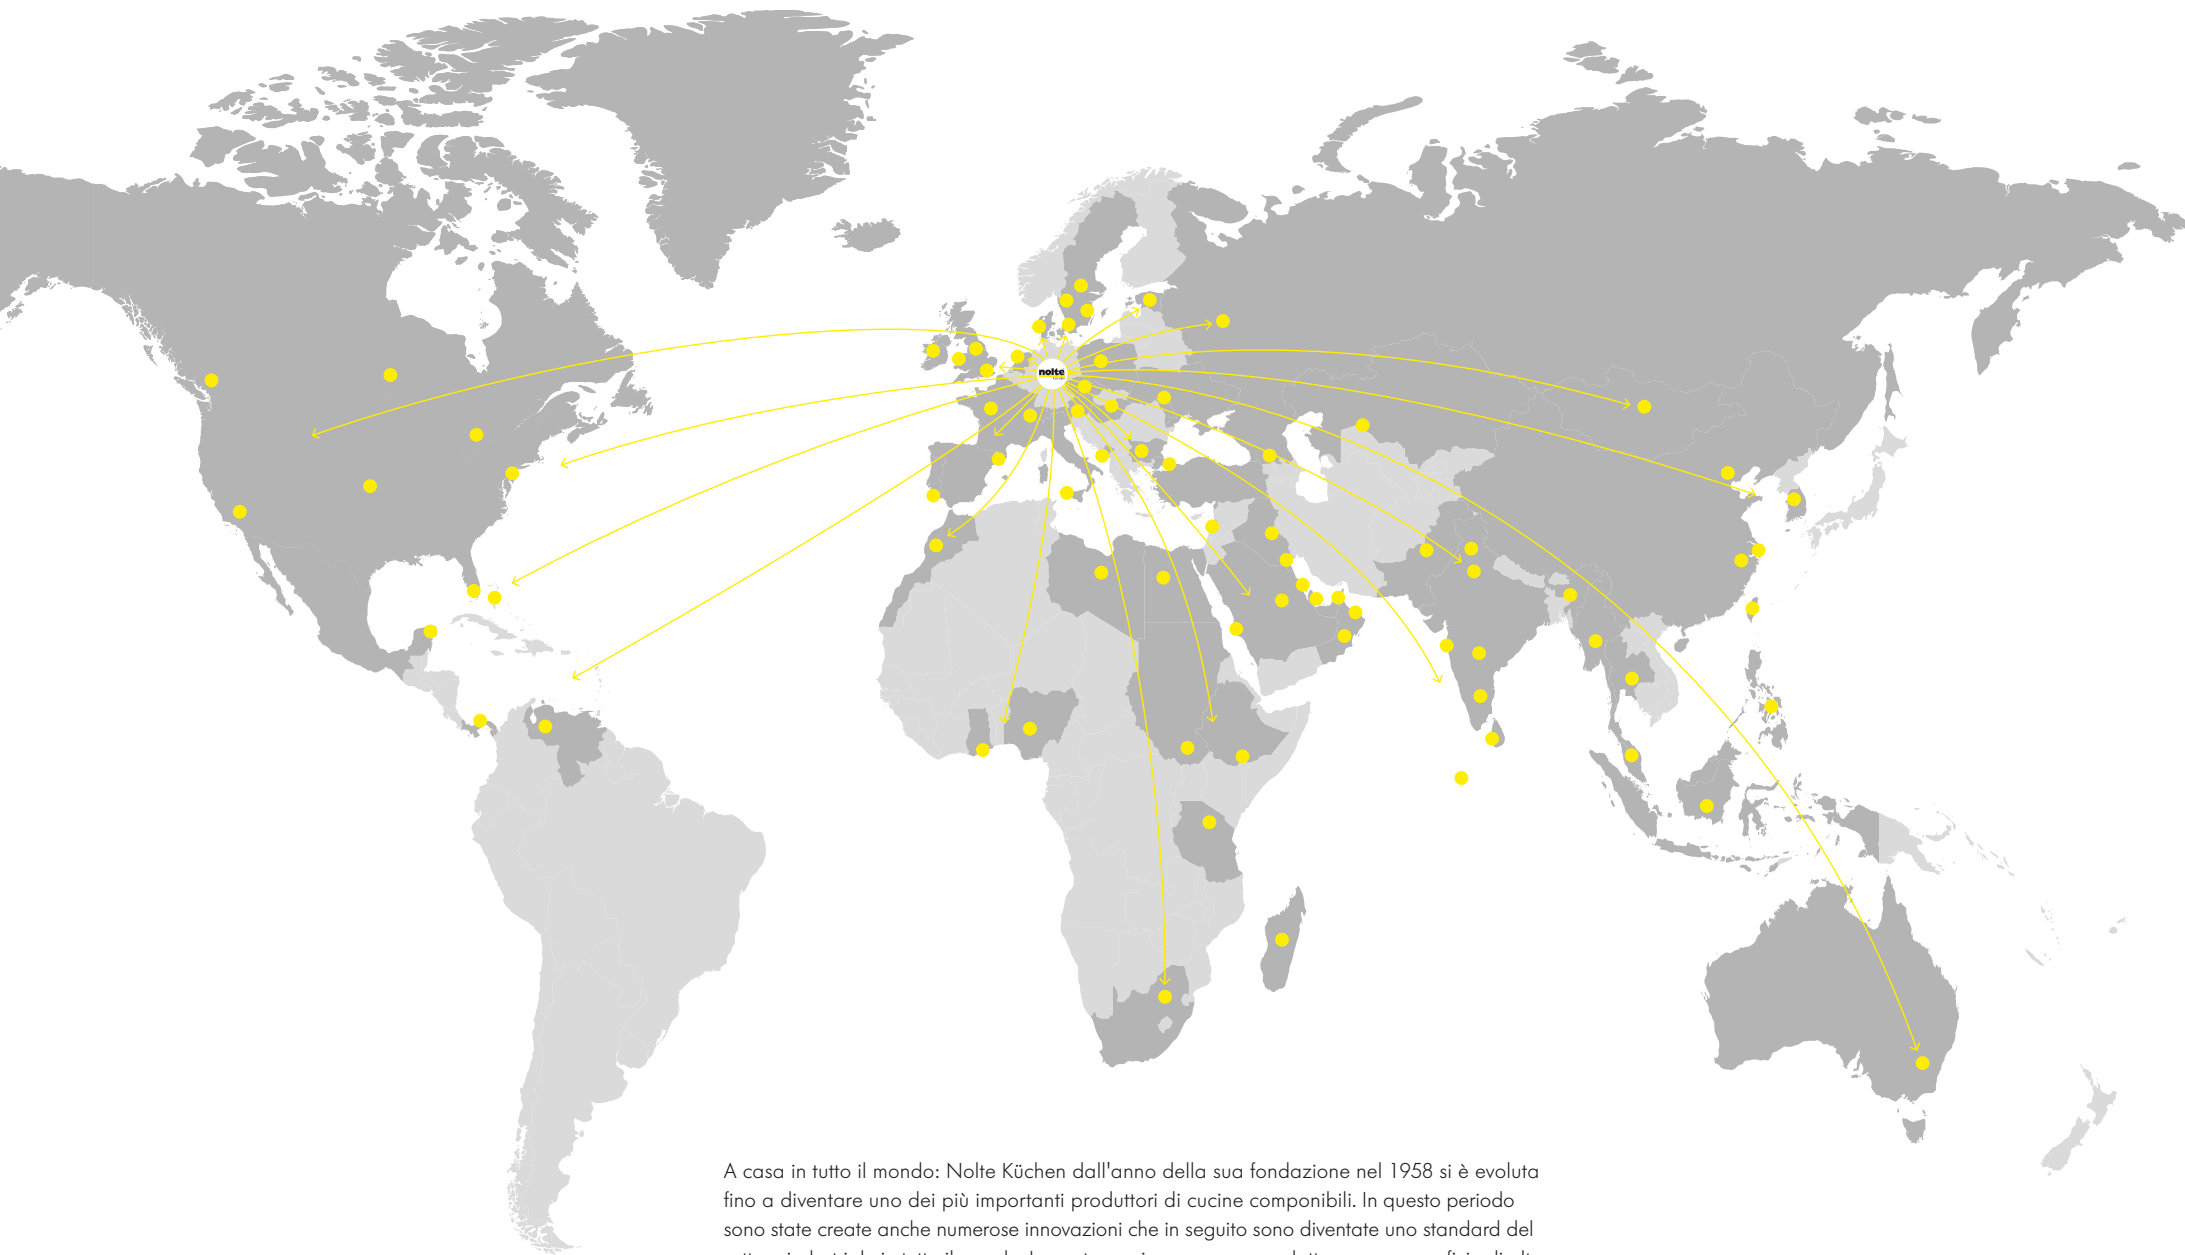 nolte
A casa in tutto il mondo: Nolte Küchen dall'anno della sua fondazione nel 1958 si è evoluta
fino a diventare uno dei più importanti produttori di cucine componibili. In questo periodo
sono state create anche numerose innovazioni che in seguito sono diventate uno standard del